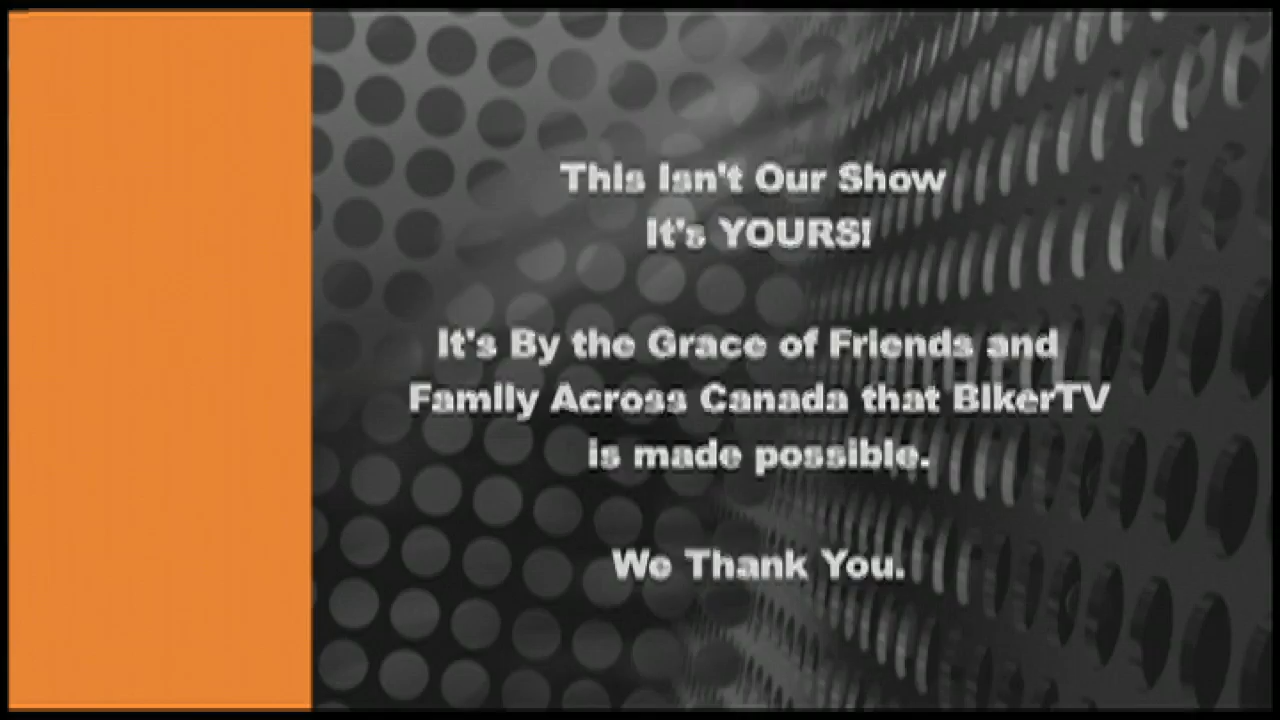 This Isn't Our Show
It's YOURS!
It's By the Grace of Friends and
Family Across Canada that BikerTV
is made possible.
We Thank You.